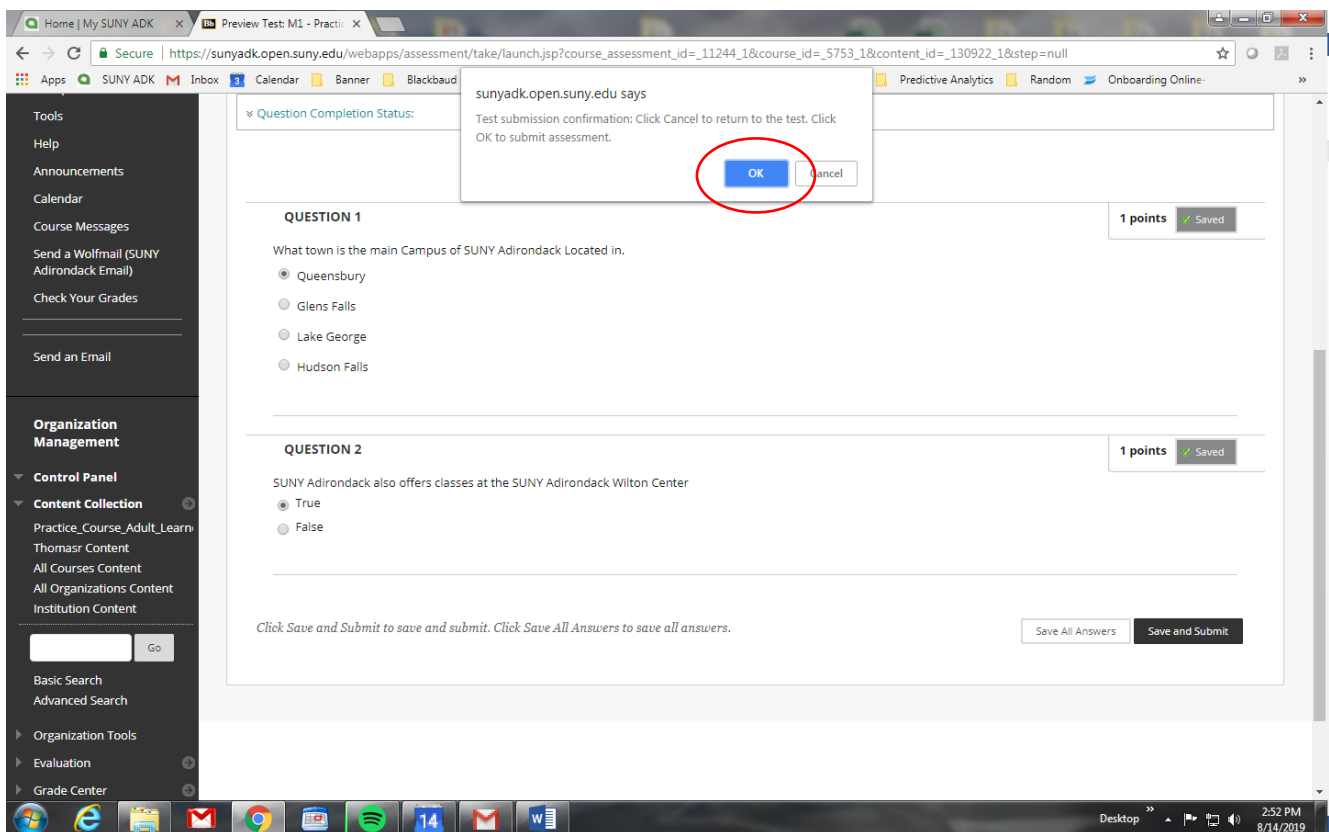 Home | My SUNY ADK
Preview Test: M1 - Practic
Secure | https://sunyadk.open.suny.edu/webapps/assessment/take/launch.jsp?course_assessment_id=_11244_1&course_id=_5753_1&content_id=_130922_1&step=null
Apps SUNY ADK Inbox 3 Calendar Banner Blackbaud Predictive Analytics Random Onboarding Online- »
sunyadk.open.suny.edu says
Test submission confirmation: Click Cancel to return to the test. Click
OK to submit assessment.
OK Cancel
Tools
Help
Announcements
Calendar
Course Messages
Send a Wolfmail (SUNY
Adirondack Email)
Check Your Grades
Send an Email
Organization
Management
Control Panel
Content Collection
Practice_Course_Adult_Learn
Thomasr Content
All Courses Content
All Organizations Content
Institution Content
Go
Basic Search
Advanced Search
Organization Tools
Evaluation
Grade Center
Question Completion Status:
QUESTION 1
1 points Saved
What town is the main Campus of SUNY Adirondack Located in.
Queensbury
Glens Falls
Lake George
Hudson Falls
QUESTION 2
1 points Saved
SUNY Adirondack also offers classes at the SUNY Adirondack Wilton Center
True
False
Click Save and Submit to save and submit. Click Save All Answers to save all answers.
Save All Answers Save and Submit
14
Desktop »
2:52 PM
8/14/2019